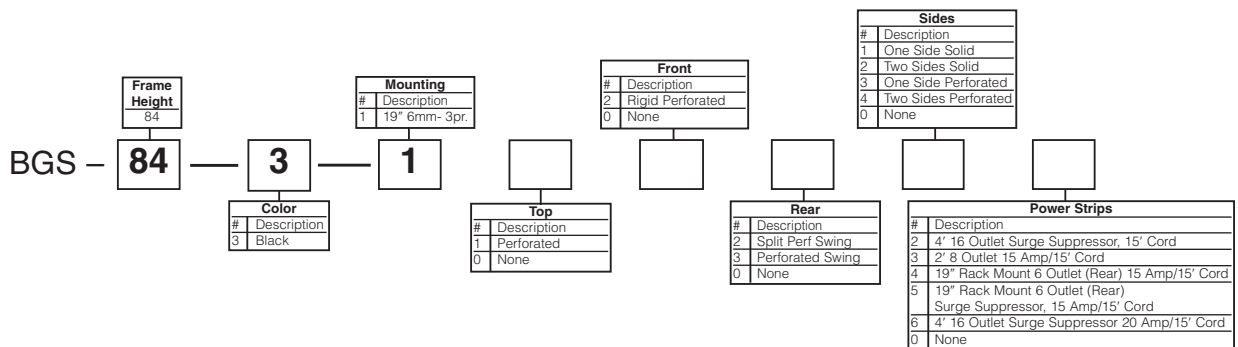 Sides
# Description
1 One Side Solid
2 Two Sides Solid
3 One Side Perforated
4 Two Sides Perforated
0 None
Front
# Description
2 Rigid Perforated
0 None
Frame
Height
84
Mounting
# Description
1 19″ 6mm- 3pr.
BGS – 84 — 3 — 1
Color
# Description
3 Black
Top
# Description
1 Perforated
0 None
Rear
# Description
2 Split Perf Swing
3 Perforated Swing
0 None
Power Strips
# Description
2 4′ 16 Outlet Surge Suppressor, 15′ Cord
3 2′ 8 Outlet 15 Amp/15′ Cord
4 19″ Rack Mount 6 Outlet (Rear) 15 Amp/15′ Cord
5 19″ Rack Mount 6 Outlet (Rear)
Surge Suppressor, 15 Amp/15′ Cord
6 4′ 16 Outlet Surge Suppressor 20 Amp/15′ Cord
0 None